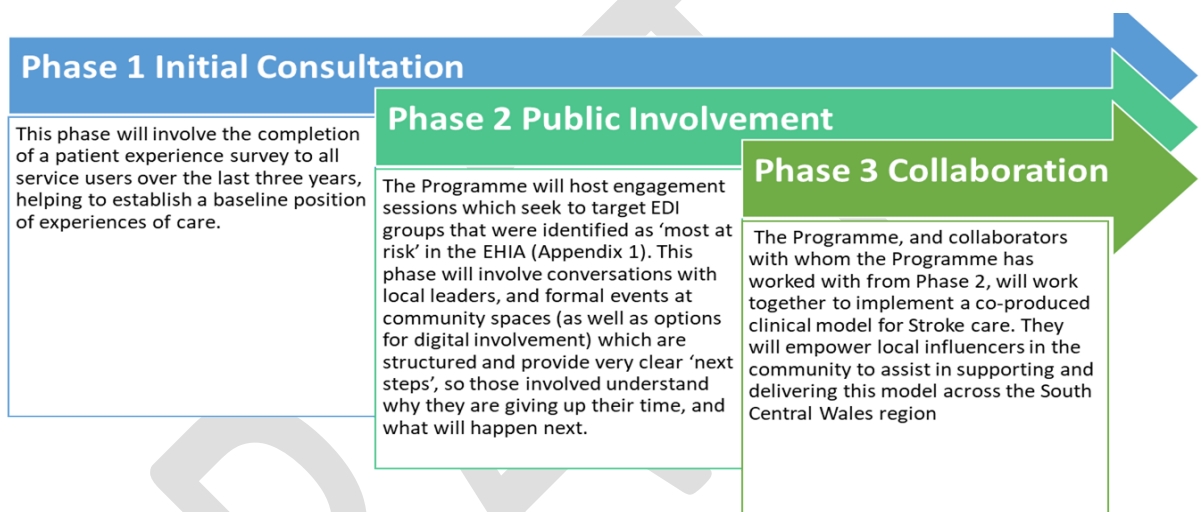 Phase 1 Initial Consultation
This phase will involve the completion
of a patient experience survey to all
service users over the last three years,
helping to establish a baseline position
of experiences of care.
Phase 2 Public Involvement
The Programme will host engagement
sessions which seek to target EDI
groups that were identified as ‘most at
risk’ in the EHIA (Appendix 1). This
phase will involve conversations with
local leaders, and formal events at
community spaces (as well as options
for digital involvement) which are
structured and provide very clear ‘next
steps’, so those involved understand
why they are giving up their time, and
what will happen next.
Phase 3 Collaboration
The Programme, and collaborators
with whom the Programme has
worked with from Phase 2, will work
together to implement a co-produced
clinical model for Stroke care. They
will empower local influencers in the
community to assist in supporting and
delivering this model across the South
Central Wales region